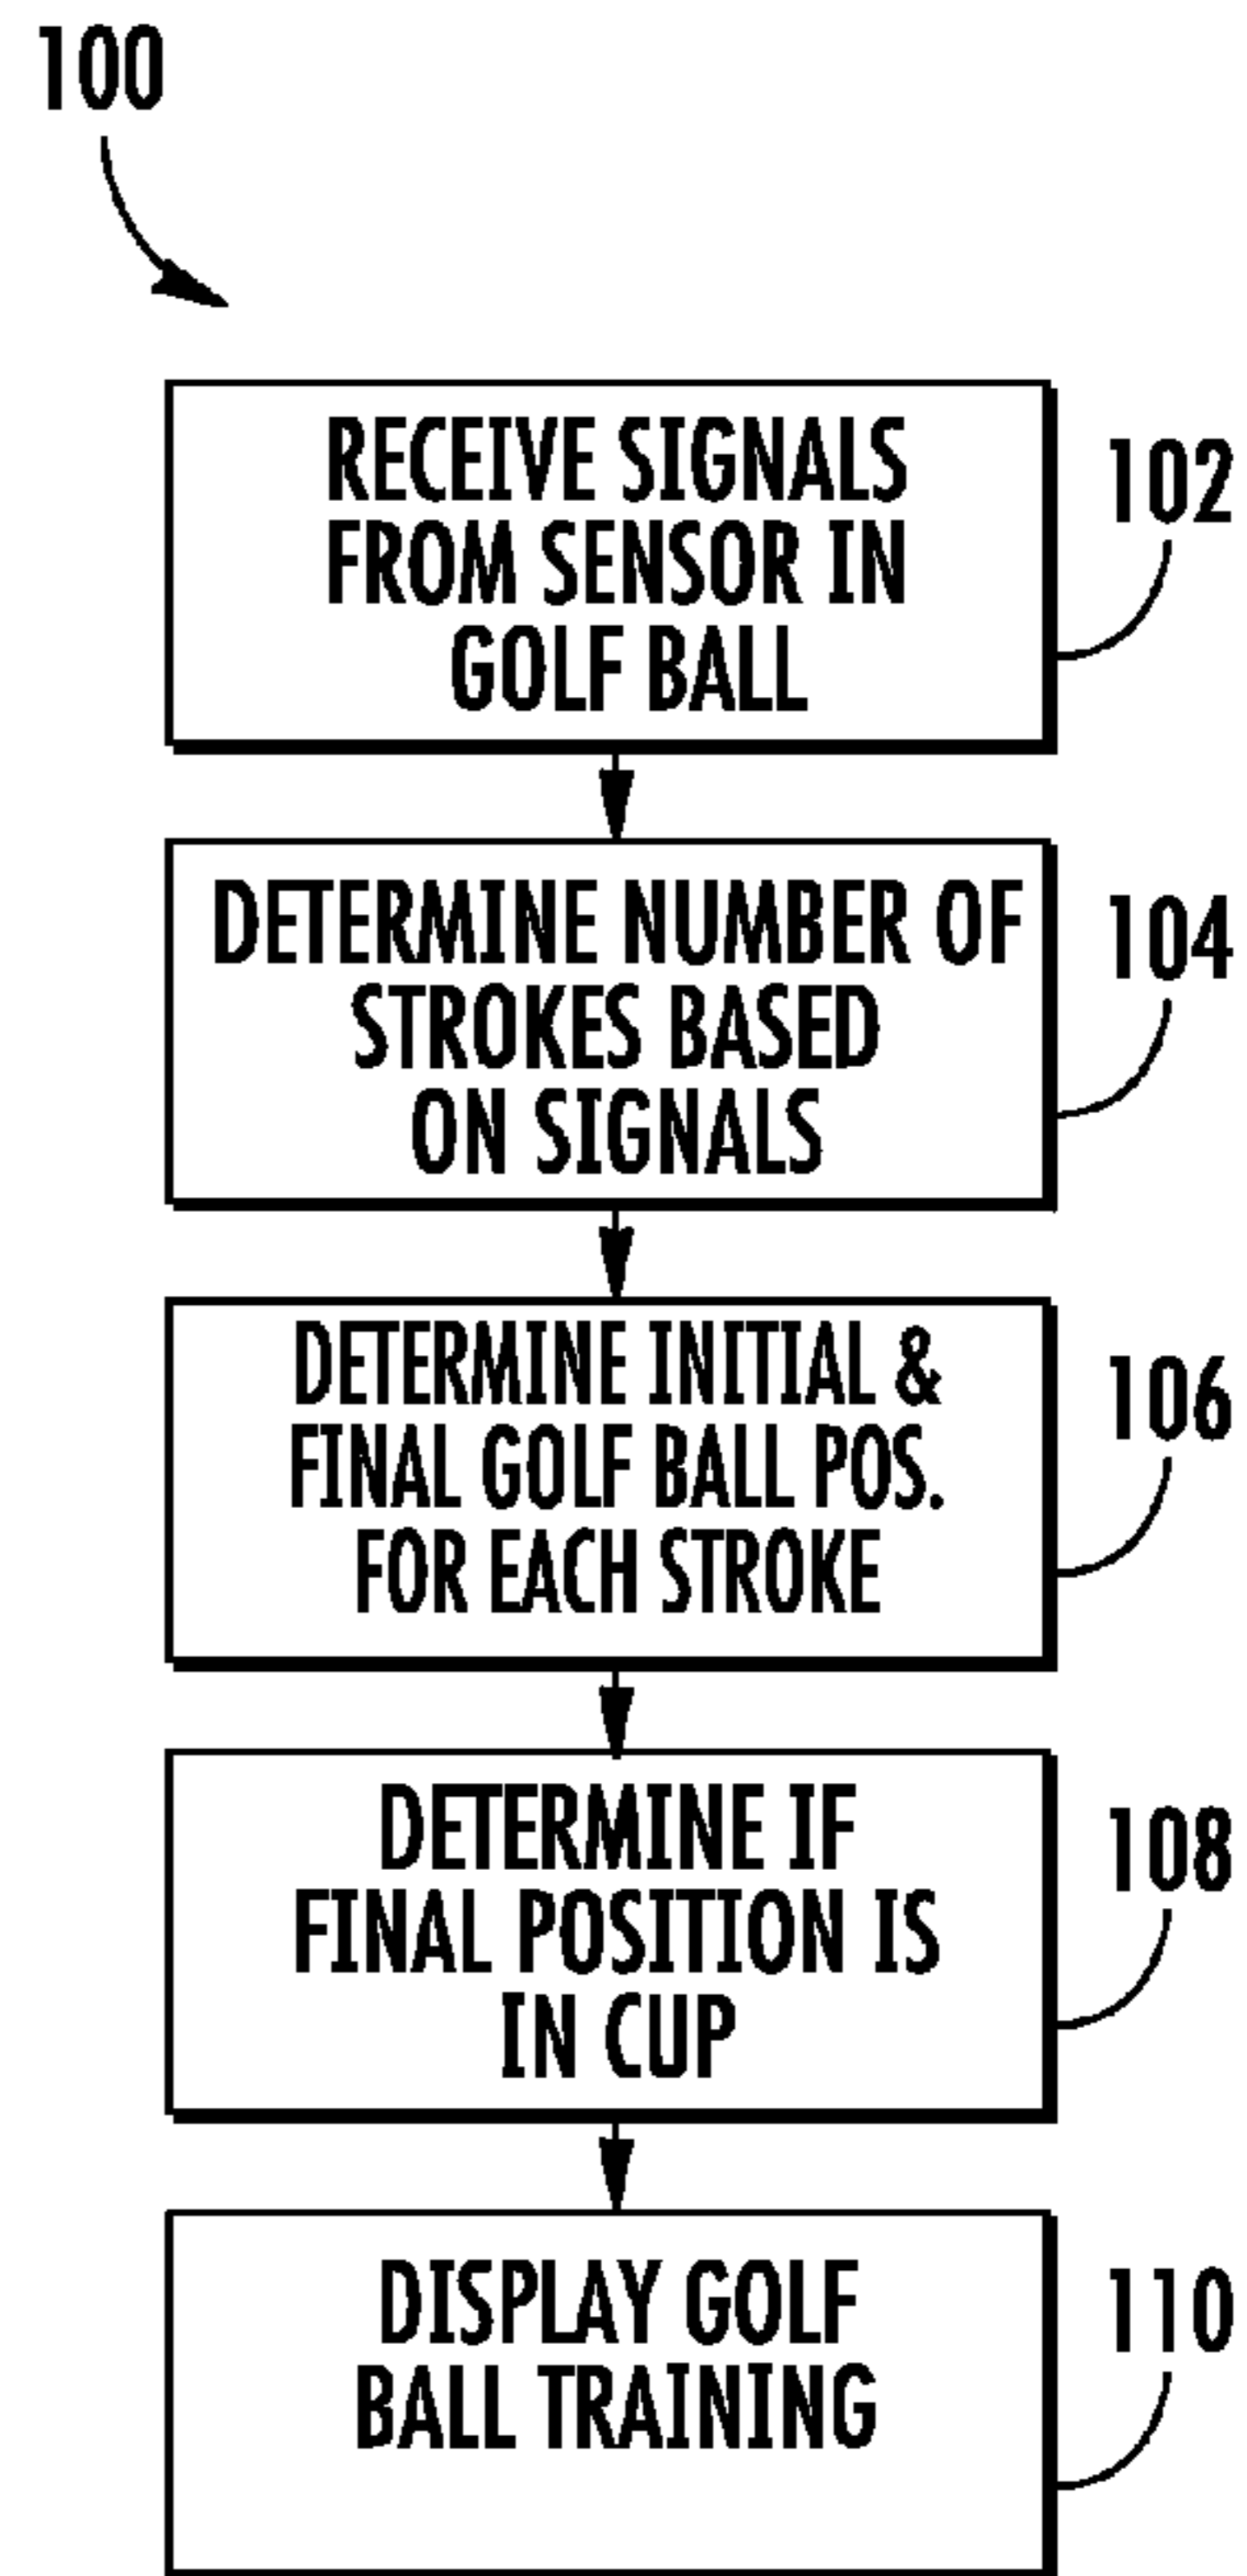 100
RECEIVE SIGNALS
FROM SENSOR IN
GOLF BALL
102
DETERMINE NUMBER OF
STROKES BASED
ON SIGNALS
104
DETERMINE INITIAL &
FINAL GOLF BALL POS.
FOR EACH STROKE
106
DETERMINE IF
FINAL POSITION IS
IN CUP
108
DISPLAY GOLF
BALL TRAINING
110